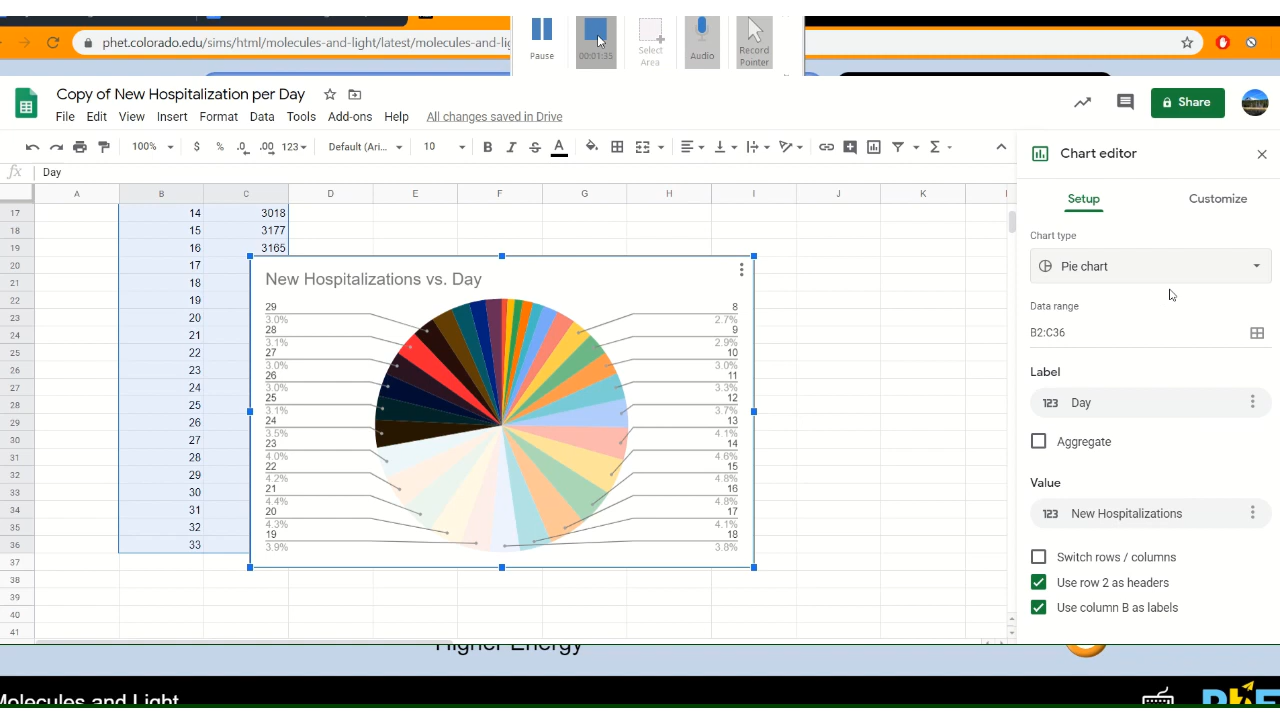 phet.colorado.edu/sims/html/molecules-and-light/latest/molecules-and-lig
Pause
00:01:35
Select Area
Audio
Record Pointer
Copy of New Hospitalization per Day
File Edit View Insert Format Data Tools Add-ons Help All changes saved in Drive
Share
100% $ % .0 .00 123 Default (Ari... 10 B I S A
fx Day
Chart editor
Setup Customize
A B C D E F G H I J K
17 14 3018
18 15 3177
19 16 3165
20 17
21 18
22 19
23 20
24 21
25 22
26 23
27 24
28 25
29 26
30 27
31 28
32 29
33 30
34 31
35 32
36 33
37
38
39
40
41
New Hospitalizations vs. Day
29
3.0%
28
3.1%
27
3.0%
26
3.0%
25
3.1%
24
3.5%
23
4.0%
22
4.2%
21
4.4%
20
4.3%
19
3.9%
8
2.7%
9
2.9%
10
3.0%
11
3.3%
12
3.7%
13
4.1%
14
4.6%
15
4.8%
16
4.8%
17
4.1%
18
3.8%
Chart type
Pie chart
Data range
B2:C36
Label
123 Day
Aggregate
Value
123 New Hospitalizations
Switch rows / columns
Use row 2 as headers
Use column B as labels
Higher Energy
Molecules and Light